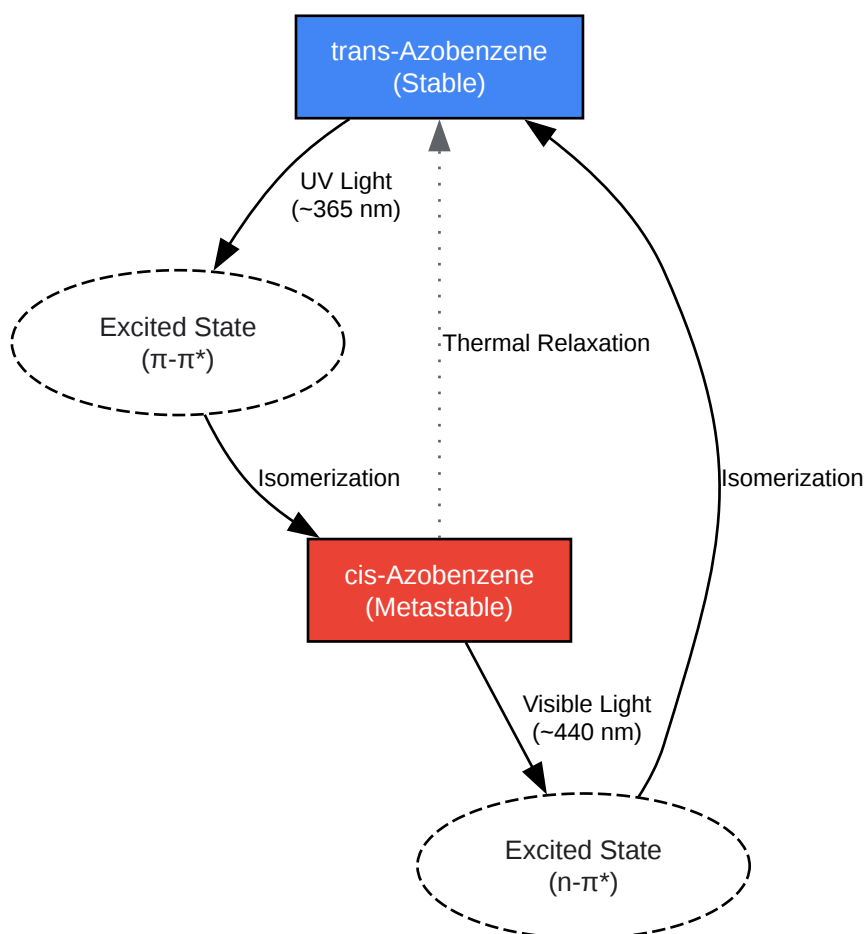 trans-Azobenzene
(Stable)
UV Light
(~365 nm)
Excited State
(π-π*)
Thermal Relaxation
Isomerization
Isomerization
cis-Azobenzene
(Metastable)
Visible Light
(~440 nm)
Excited State
(n-π*)